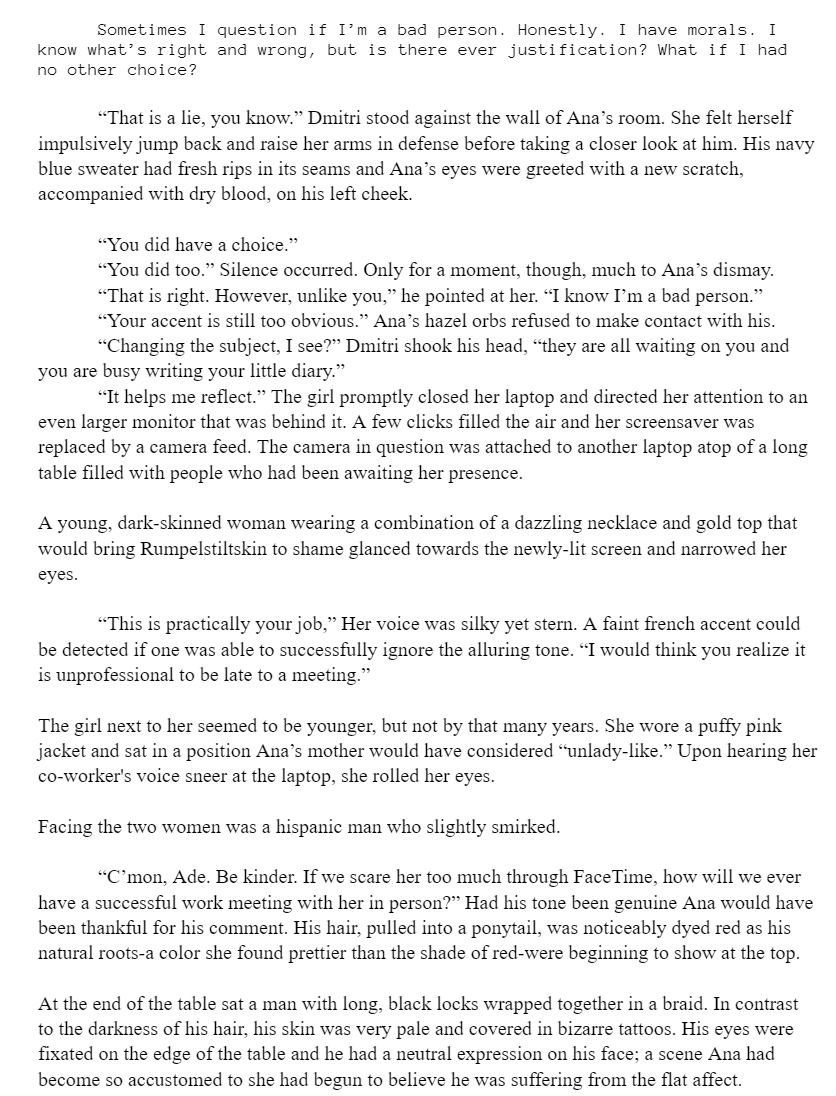 Sometimes I question if I’m a bad person. Honestly. I have morals. I
know what’s right and wrong, but is there ever justification? What if I had
no other choice?
“That is a lie, you know.” Dmitri stood against the wall of Ana’s room. She felt herself
impulsively jump back and raise her arms in defense before taking a closer look at him. His navy
blue sweater had fresh rips in its seams and Ana’s eyes were greeted with a new scratch,
accompanied with dry blood, on his left cheek.
“You did have a choice.”
“You did too.” Silence occurred. Only for a moment, though, much to Ana’s dismay.
“That is right. However, unlike you,” he pointed at her. “I know I’m a bad person.”
“Your accent is still too obvious.” Ana’s hazel orbs refused to make contact with his.
“Changing the subject, I see?” Dmitri shook his head, “they are all waiting on you and
you are busy writing your little diary.”
“It helps me reflect.” The girl promptly closed her laptop and directed her attention to an
even larger monitor that was behind it. A few clicks filled the air and her screensaver was
replaced by a camera feed. The camera in question was attached to another laptop atop of a long
table filled with people who had been awaiting her presence.
A young, dark-skinned woman wearing a combination of a dazzling necklace and gold top that
would bring Rumpelstiltskin to shame glanced towards the newly-lit screen and narrowed her
eyes.
“This is practically your job,” Her voice was silky yet stern. A faint french accent could
be detected if one was able to successfully ignore the alluring tone. “I would think you realize it
is unprofessional to be late to a meeting.”
The girl next to her seemed to be younger, but not by that many years. She wore a puffy pink
jacket and sat in a position Ana’s mother would have considered “unlady-like.” Upon hearing her
co-worker's voice sneer at the laptop, she rolled her eyes.
Facing the two women was a hispanic man who slightly smirked.
“C’mon, Ade. Be kinder. If we scare her too much through FaceTime, how will we ever
have a successful work meeting with her in person?” Had his tone been genuine Ana would have
been thankful for his comment. His hair, pulled into a ponytail, was noticeably dyed red as his
natural roots-a color she found prettier than the shade of red-were beginning to show at the top.
At the end of the table sat a man with long, black locks wrapped together in a braid. In contrast
to the darkness of his hair, his skin was very pale and covered in bizarre tattoos. His eyes were
fixated on the edge of the table and he had a neutral expression on his face; a scene Ana had
become so accustomed to she had begun to believe he was suffering from the flat affect.